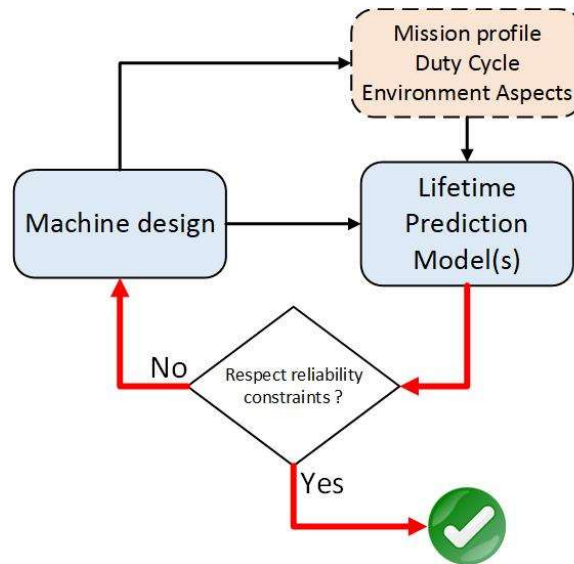 Mission profile
Duty Cycle
Environment Aspects
Machine design
Lifetime
Prediction
Model(s)
No
Respect reliability
constraints ?
Yes